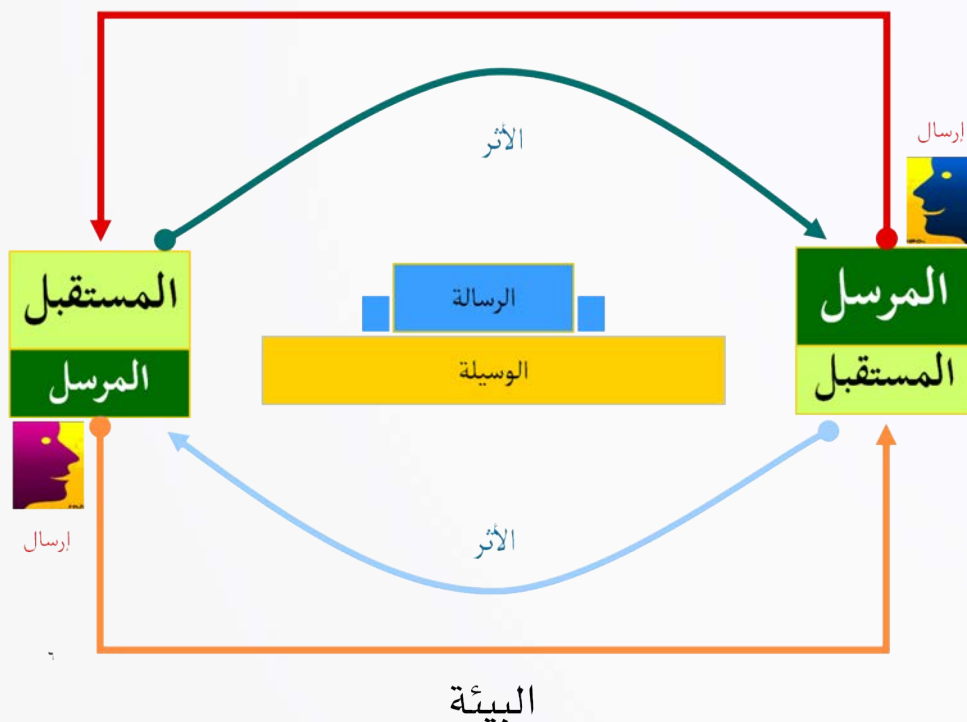 إرسال
الأثر
المرسل
المستقبل
المستقبل
المرسل
الرسالة
الوسيلة
إرسال
الأثر
٦
البيئة